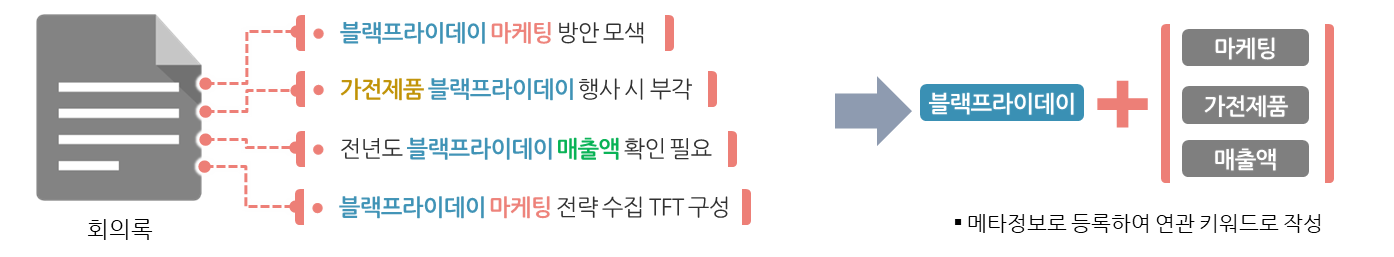 블랙프라이데이 마케팅 방안 모색
가전제품 블랙프라이데이 행사 시 부각
전년도 블랙프라이데이 매출액 확인 필요
블랙프라이데이 마케팅 전략 수집 TFT 구성
회의록
블랙프라이데이
마케팅
가전제품
매출액
▪ 메타정보로 등록하여 연관 키워드로 작성